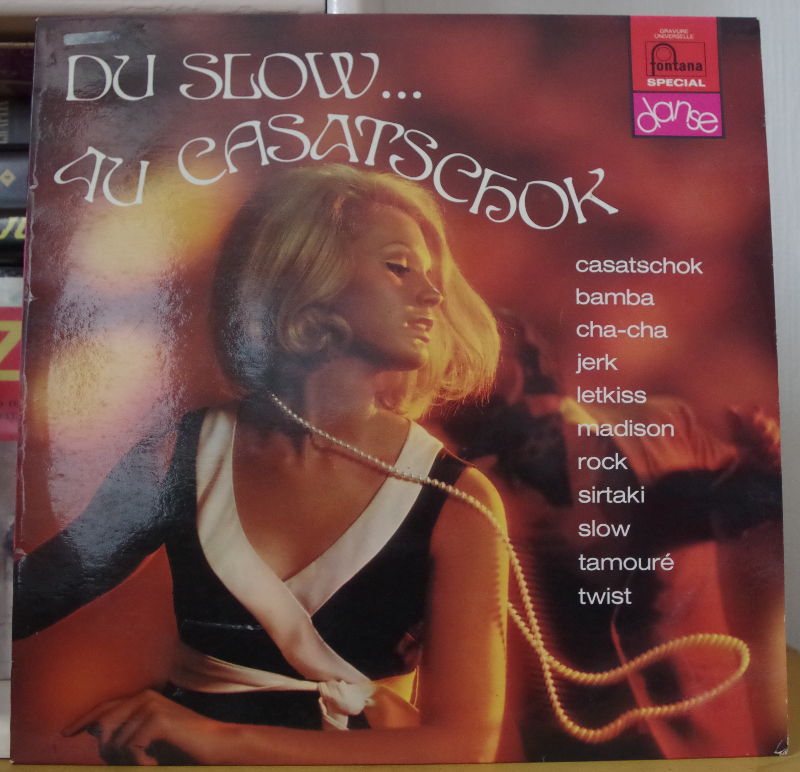 DU SLOW...
AU CASATSCHOK
GRAVURE
UNIVERSELLE
fontana
SPECIAL
danse
casatschok
bamba
cha-cha
jerk
letkiss
madison
rock
sirtaki
slow
tamouré
twist
Z